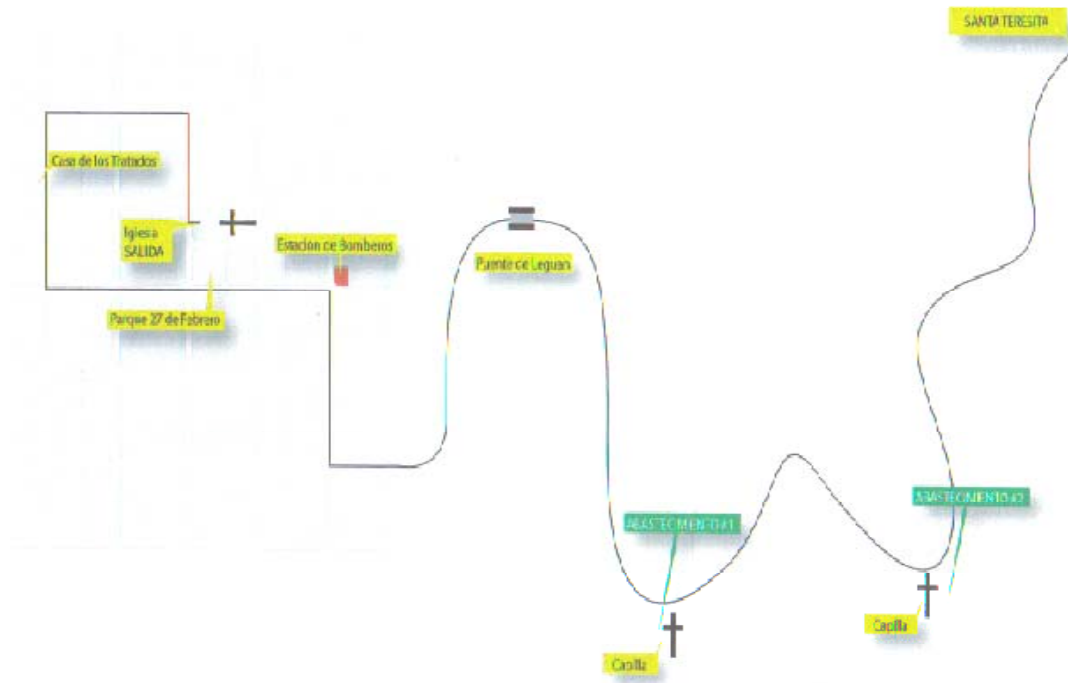 SANTA TERESITA
Casa de los Tratados
Iglesia
SALIDA
Estación de Bomberos
Puente de Leguan
Parque 27 de Febrero
ABASTECIMIENTO #2
ABASTECIMIENTO #1
Capilla
Capilla